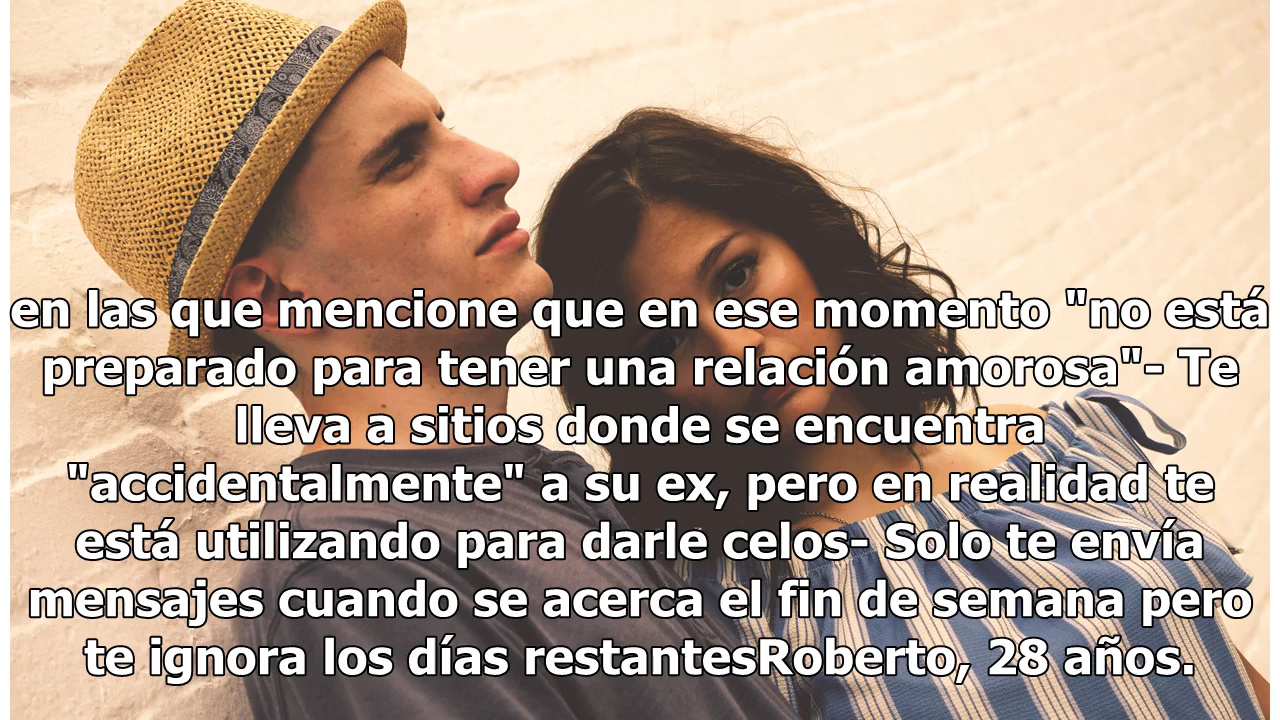 en las que mencione que en ese momento "no está
preparado para tener una relación amorosa"- Te
lleva a sitios donde se encuentra
"accidentalmente" a su ex, pero en realidad te
está utilizando para darle celos- Solo te envía
mensajes cuando se acerca el fin de semana pero
te ignora los días restantesRoberto, 28 años.